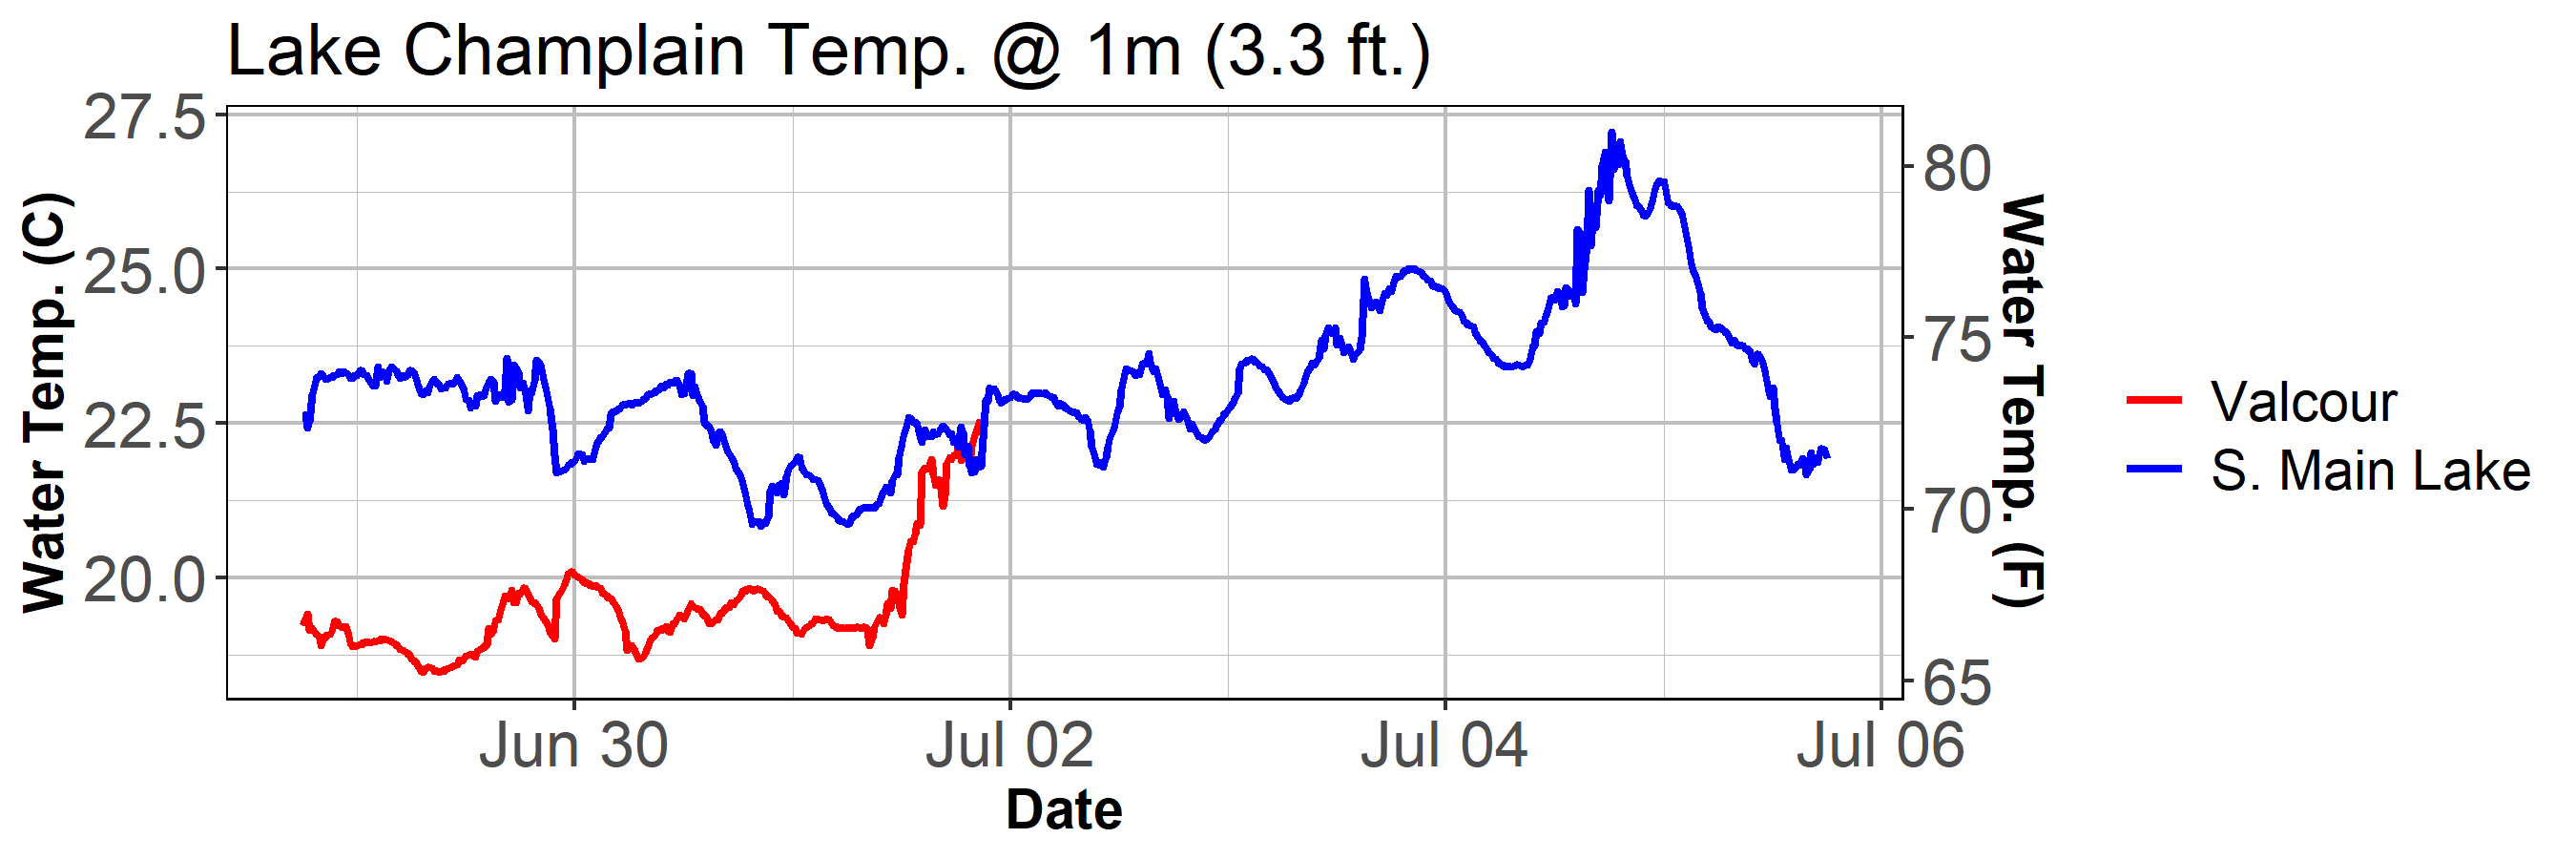 Lake Champlain Temp. @ 1m (3.3 ft.)
27.5
25.0
22.5
20.0
Water Temp. (C)
80
75
70
65
Water Temp. (F)
Jun 30
Jul 02
Jul 04
Jul 06
Date
Valcour
S. Main Lake